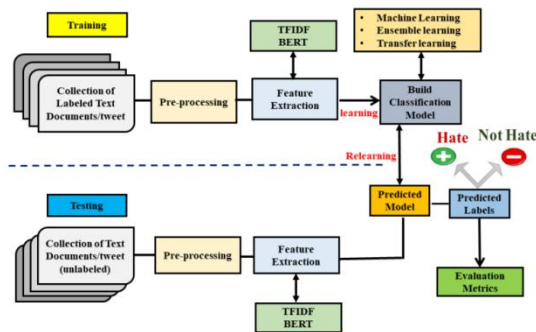 Training
TFIDF
BERT
• Machine Learning
• Ensemble learning
• Transfer learning
Collection of
Labeled Text
Documents/tweet
Pre-processing
Feature
Extraction
learning
Build
Classification
Model
Relearning
Hate
Not Hate
Testing
Predicted
Model
Predicted
Labels
Collection of Text
Documents/tweet
(unlabeled)
Pre-processing
Feature
Extraction
Evaluation
Metrics
TFIDF
BERT